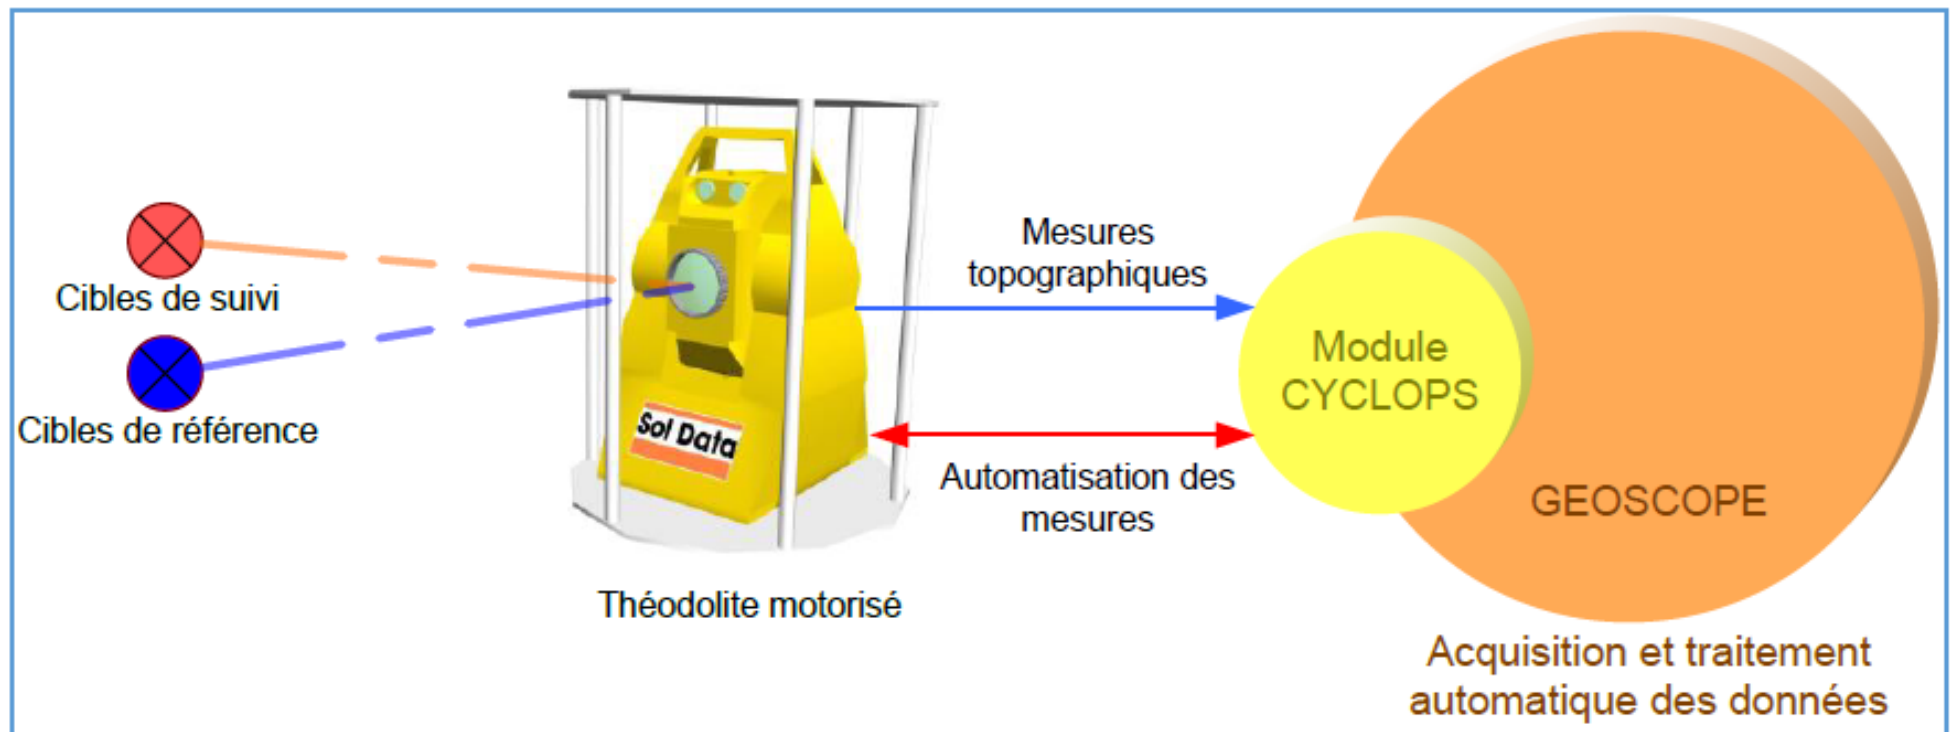 Cibles de suivi
Cibles de référence
Sol Data
Théodolite motorisé
Mesures
topographiques
Automatisation des
mesures
Module
CYCLOPS
GEOSCOPE
Acquisition et traitement
automatique des données